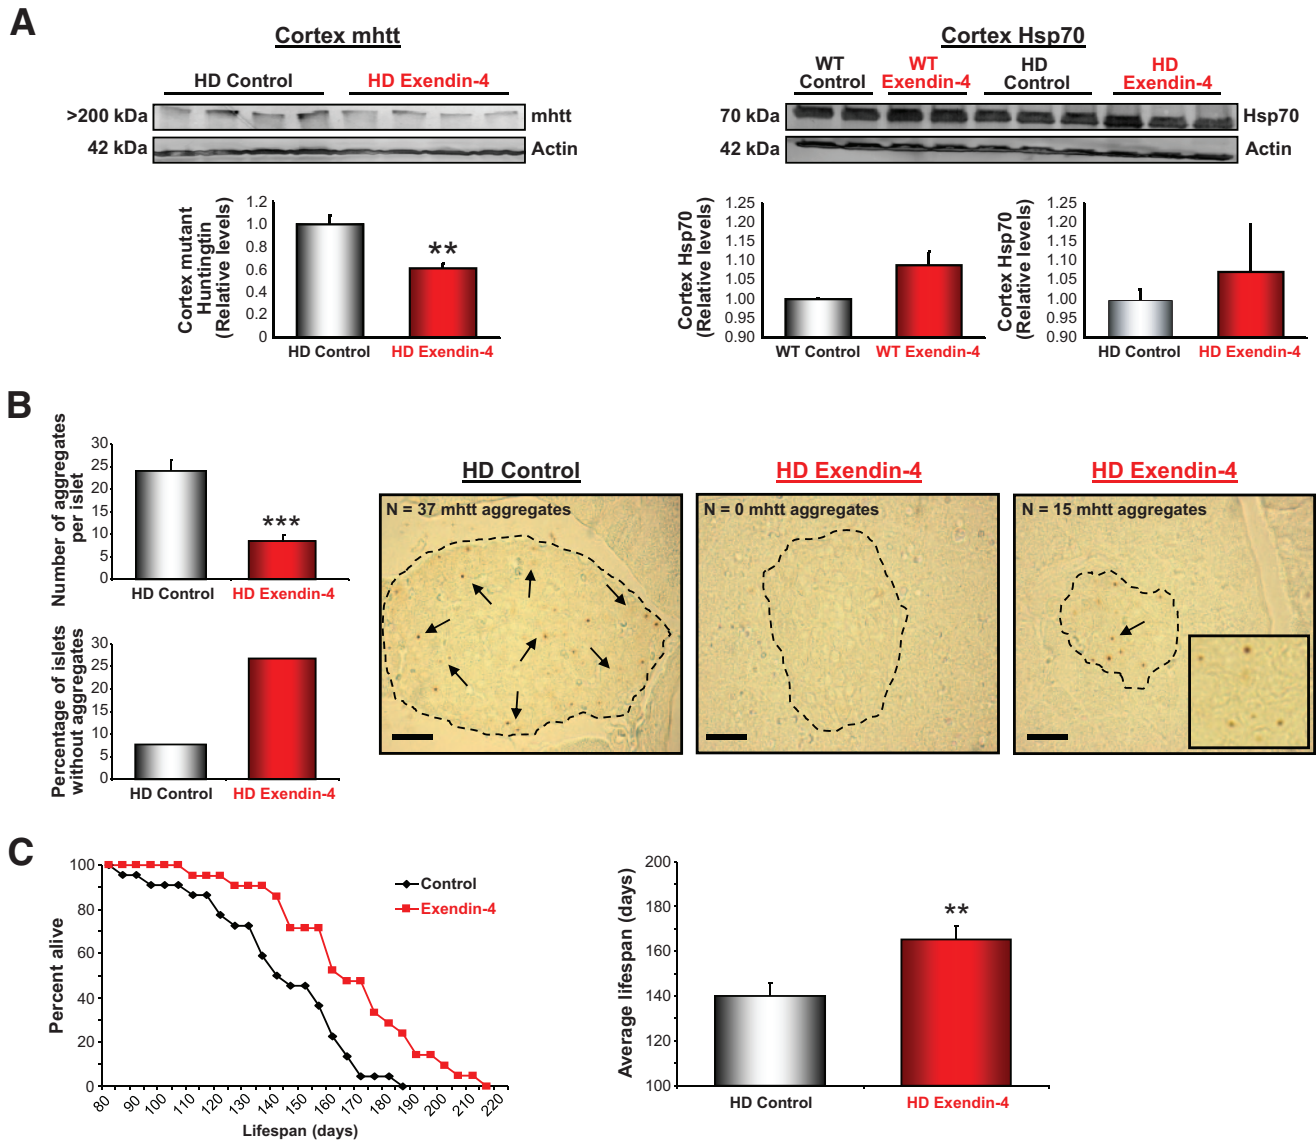 A
Cortex mhtt
HD Control
HD Exendin-4
>200 kDa
mhtt
42 kDa
Actin
Cortex mutant
Huntingtin
(Relative levels)
1.2
1.0
0.8
0.6
0.4
0.2
0
**
HD Control
HD Exendin-4
Cortex Hsp70
WT
Control
WT
Exendin-4
HD
Control
HD
Exendin-4
70 kDa
Hsp70
42 kDa
Actin
Cortex Hsp70
(Relative levels)
1.25
1.20
1.15
1.10
1.05
1.00
0.95
0.90
WT Control
WT Exendin-4
Cortex Hsp70
(Relative levels)
1.25
1.20
1.15
1.10
1.05
1.00
0.95
0.90
HD Control
HD Exendin-4
B
Number of aggregates
per islet
30
25
20
15
10
5
0
***
HD Control
HD Exendin-4
Percentage of islets
without aggregates
30
25
20
15
10
5
0
HD Control
HD Exendin-4
HD Control
N = 37 mhtt aggregates
HD Exendin-4
N = 0 mhtt aggregates
HD Exendin-4
N = 15 mhtt aggregates
C
Percent alive
100
80
60
40
20
0
Control
Exendin-4
80 90 100 110 120 130 140 150 160 170 180 190 200 210 220
Lifespan (days)
Average lifespan (days)
200
180
160
140
120
100
**
HD Control
HD Exendin-4